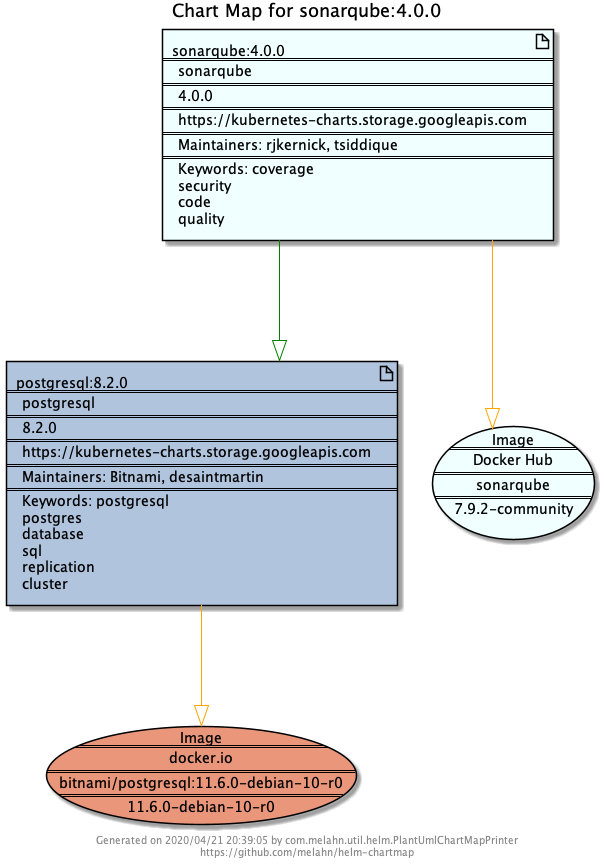 Chart Map for sonarqube:4.0.0
sonarqube:4.0.0
sonarqube
4.0.0
https://kubernetes-charts.storage.googleapis.com
Maintainers: rjkernick, tsiddique
Keywords: coverage
security
code
quality
postgresql:8.2.0
postgresql
8.2.0
https://kubernetes-charts.storage.googleapis.com
Maintainers: Bitnami, desaintmartin
Keywords: postgresql
postgres
database
sql
replication
cluster
Image
Docker Hub
sonarqube
7.9.2-community
Image
docker.io
bitnami/postgresql:11.6.0-debian-10-r0
11.6.0-debian-10-r0
Generated on 2020/04/21 20:39:05 by com.melahn.util.helm.PlantUmlChartMapPrinter
https://github.com/melahn/helm-chartmap